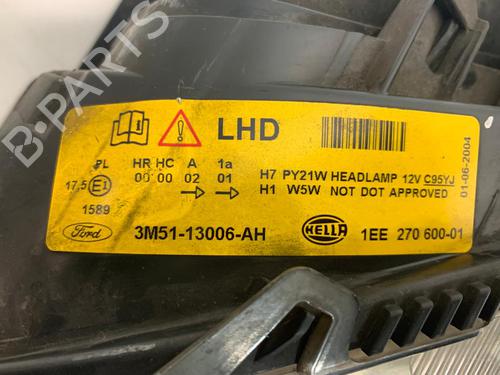 B-PARTS
LHD
PL HR HC A 1a
00 00 02 01
17.5 E1
1589
H7 PY21W HEADLAMP 12V C95YJ
H1 W5W NOT DOT APPROVED
01-06-2004
Ford 3M51-13006-AH HELLA 1EE 270 600-01